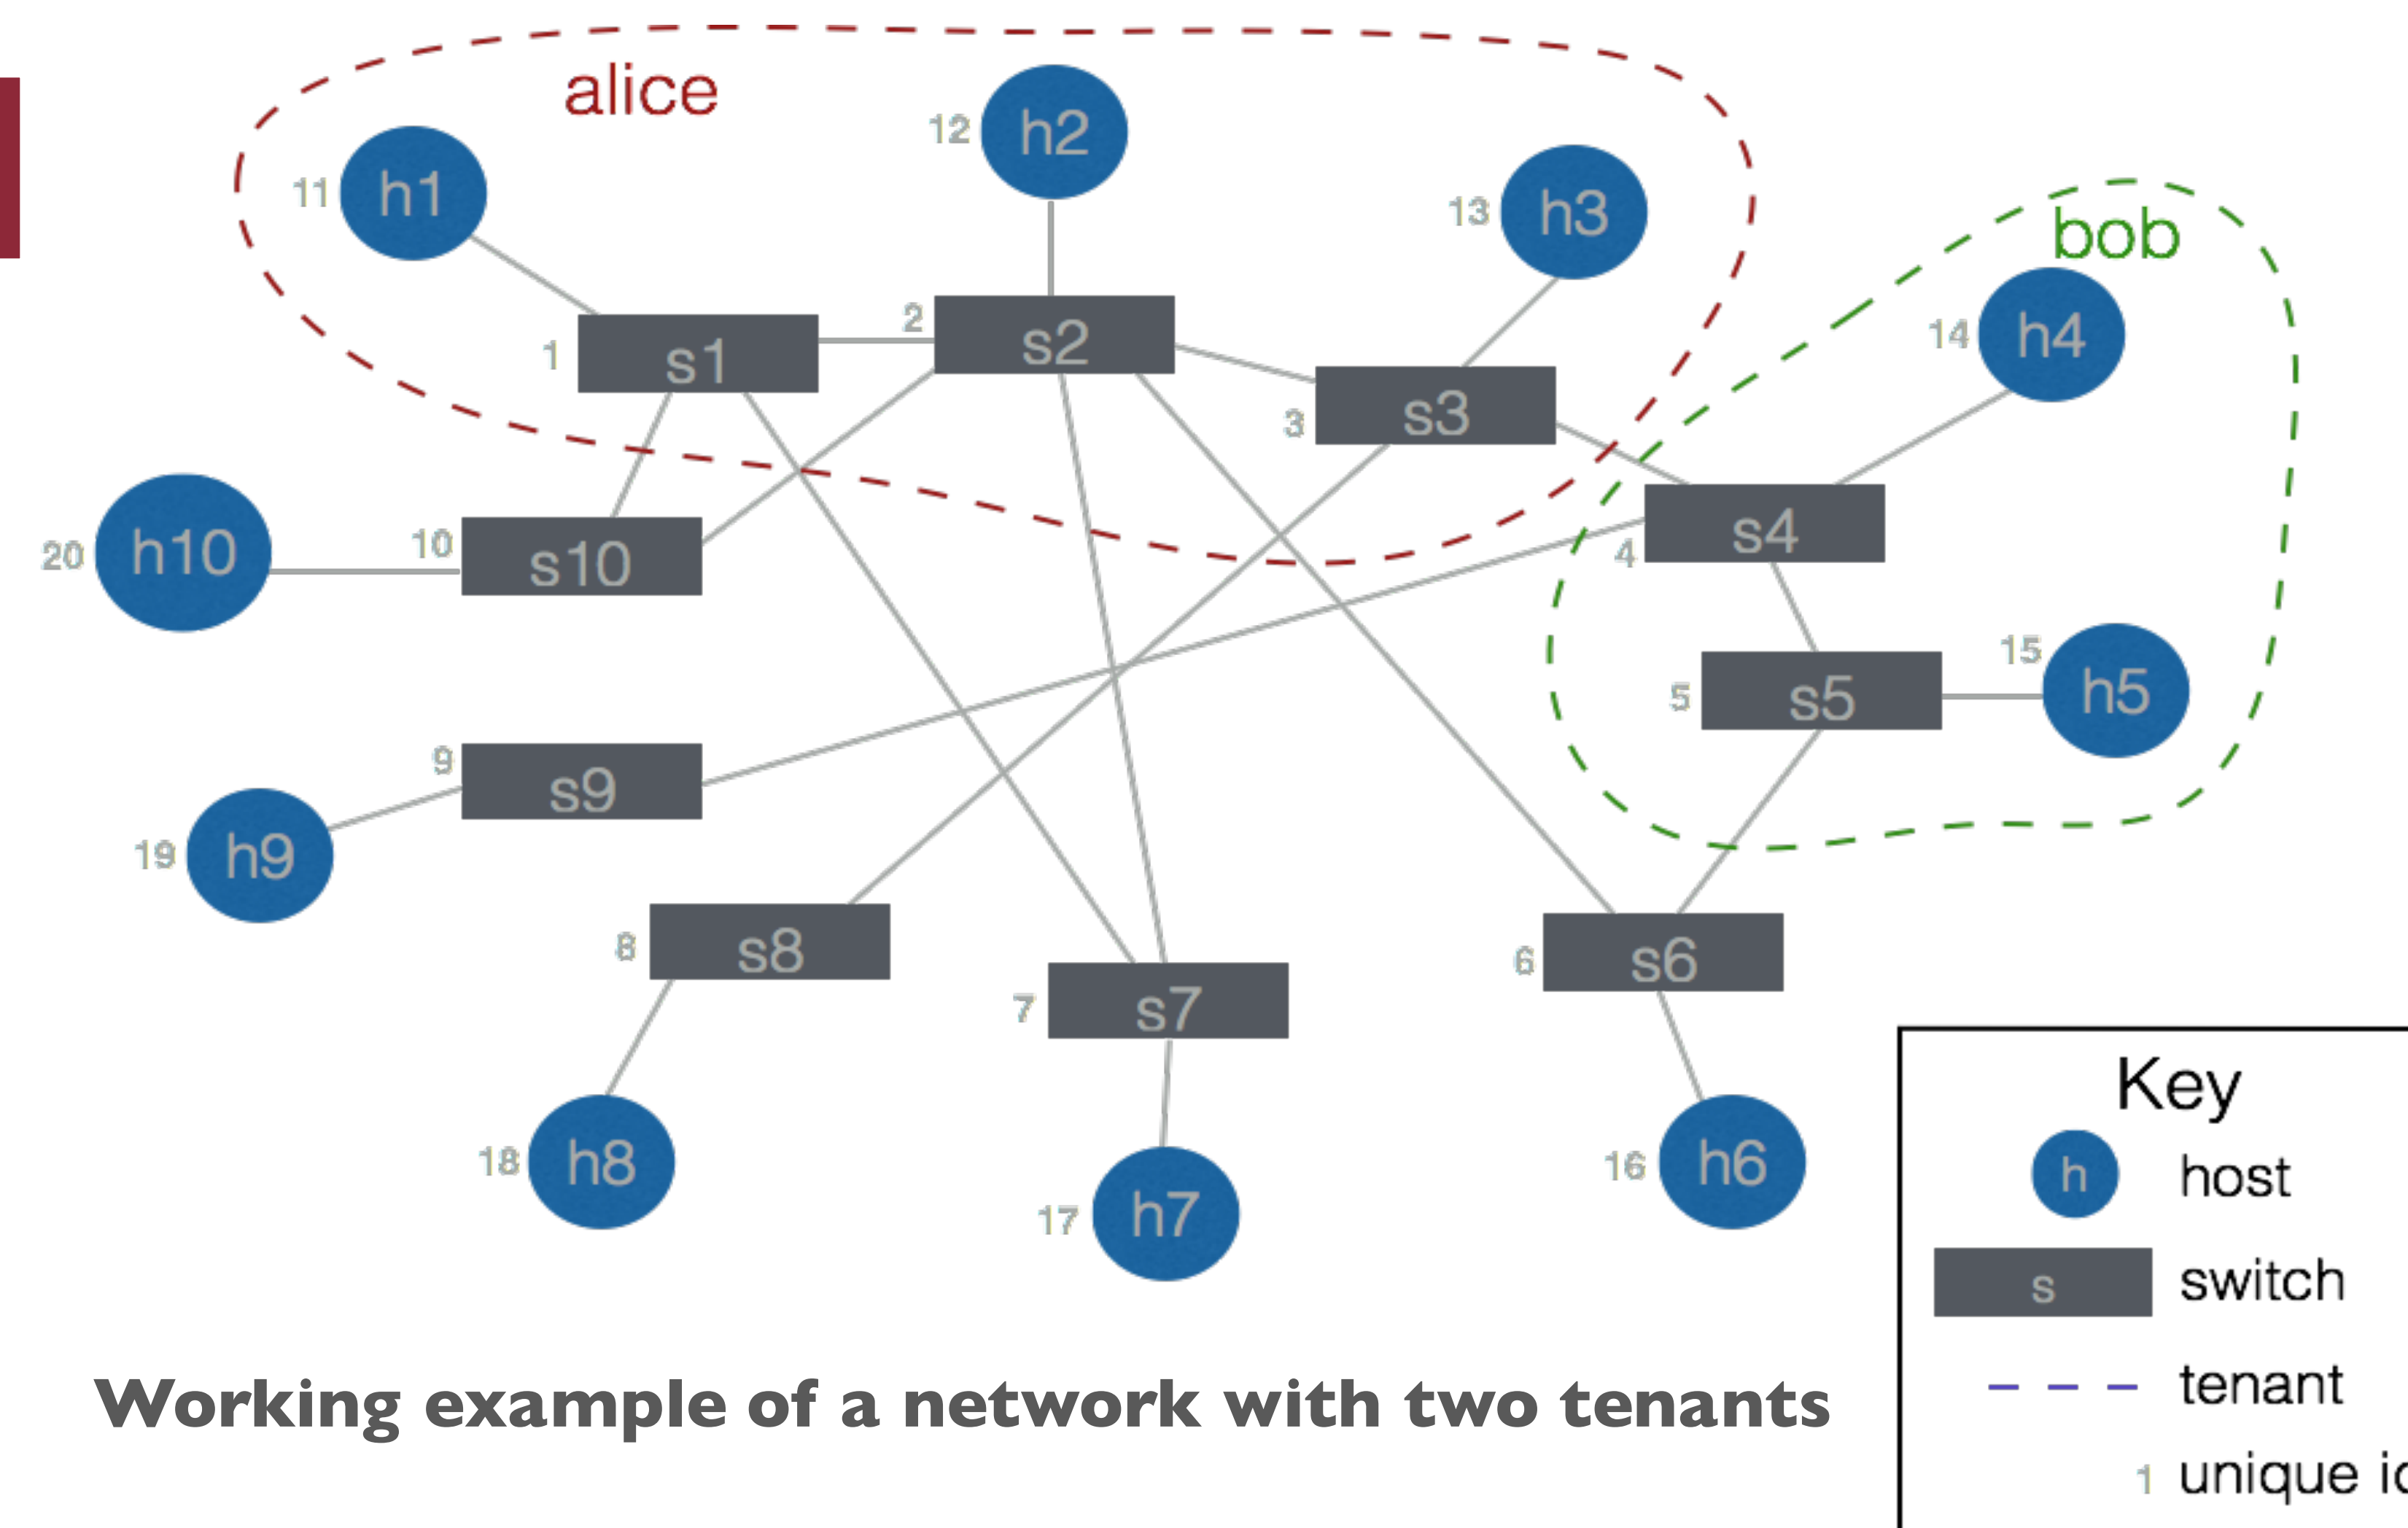 alice
12 h2
11 h1
13 h3
bob
14 h4
2 s2
1 s1
3 s3
s4
4
20 h10
10 s10
15
5 s5 h5
9 s9
19 h9
8 s8
6 s6
7 s7
18 h8
16 h6
17 h7
Key
h host
s switch
tenant
1 unique
Working example of a network with two tenants